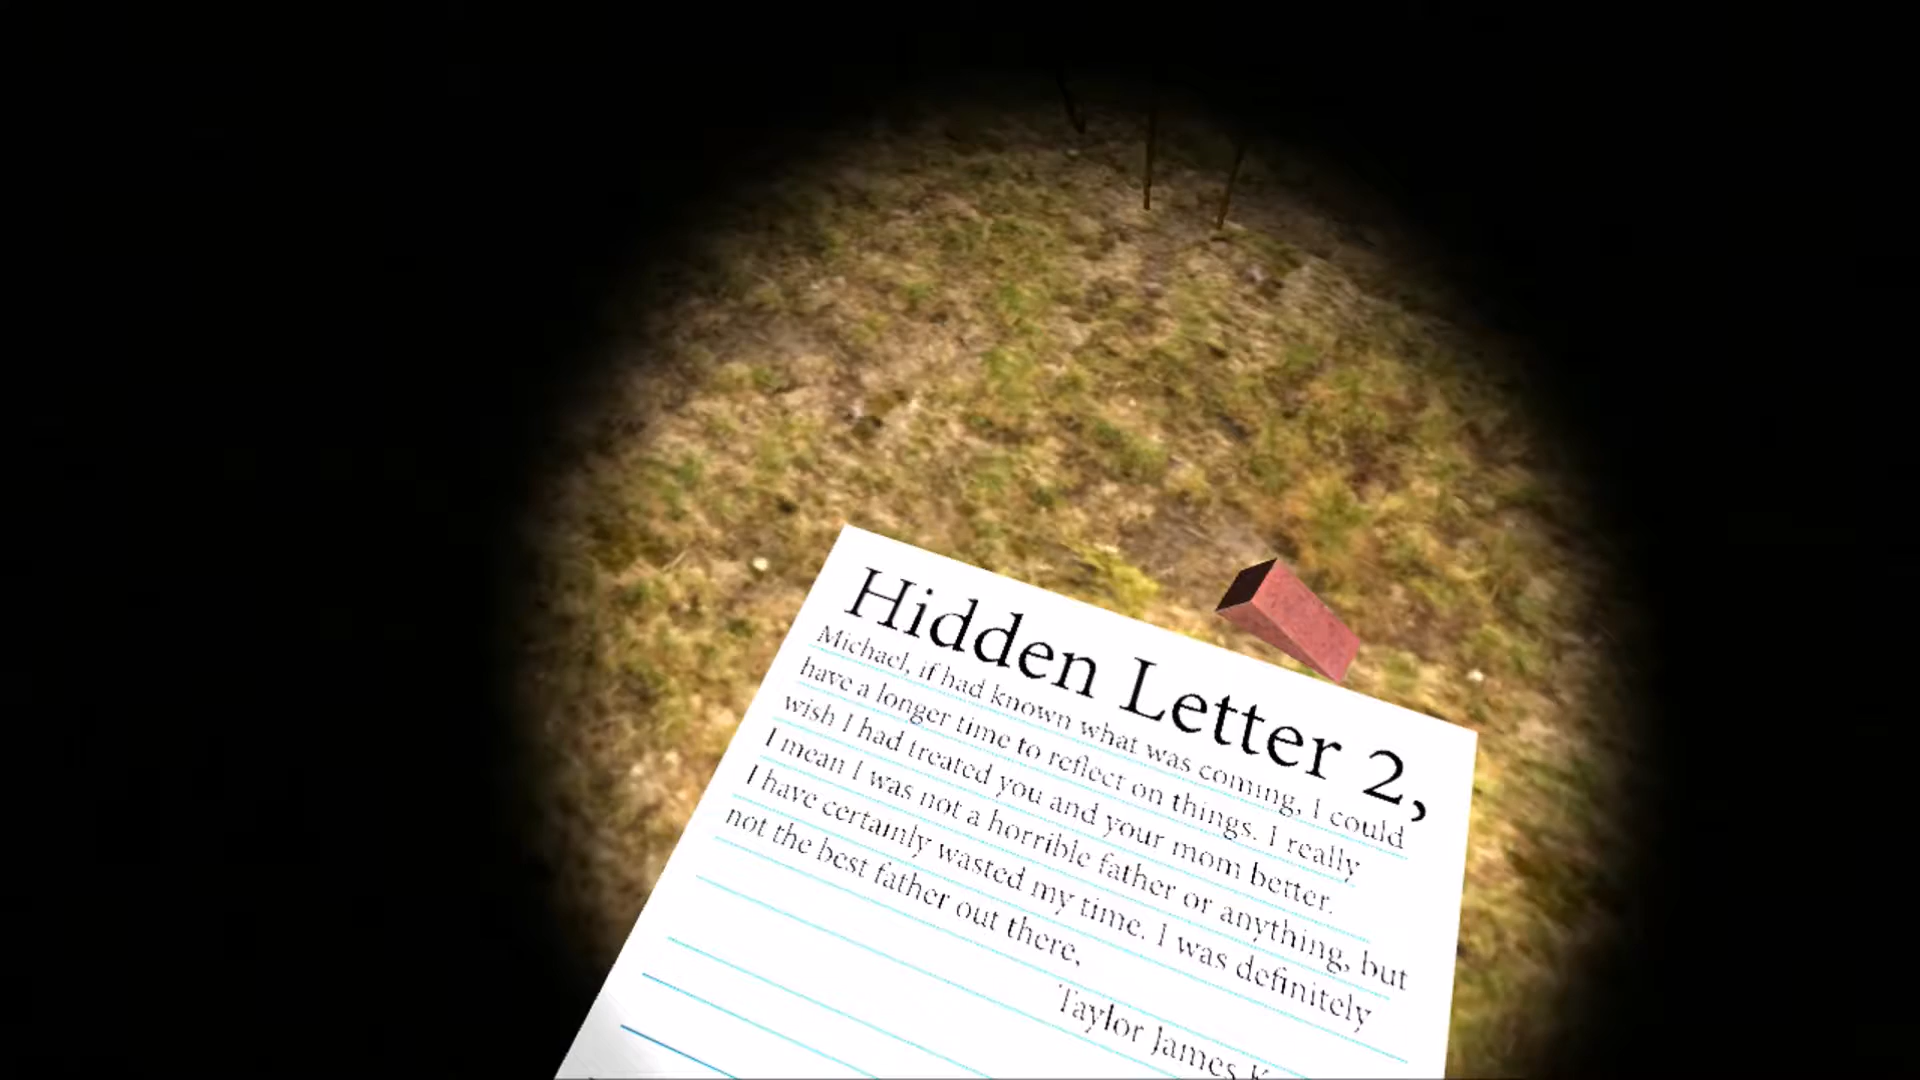 Hidden Letter 2,
Michael, if had known what was coming, I could
have a longer time to reflect on things. I really
wish I had treated you and your mom better.
I mean I was not a horrible father or anything, but
I have certainly wasted my time. I was definitely
not the best father out there,
Taylor James